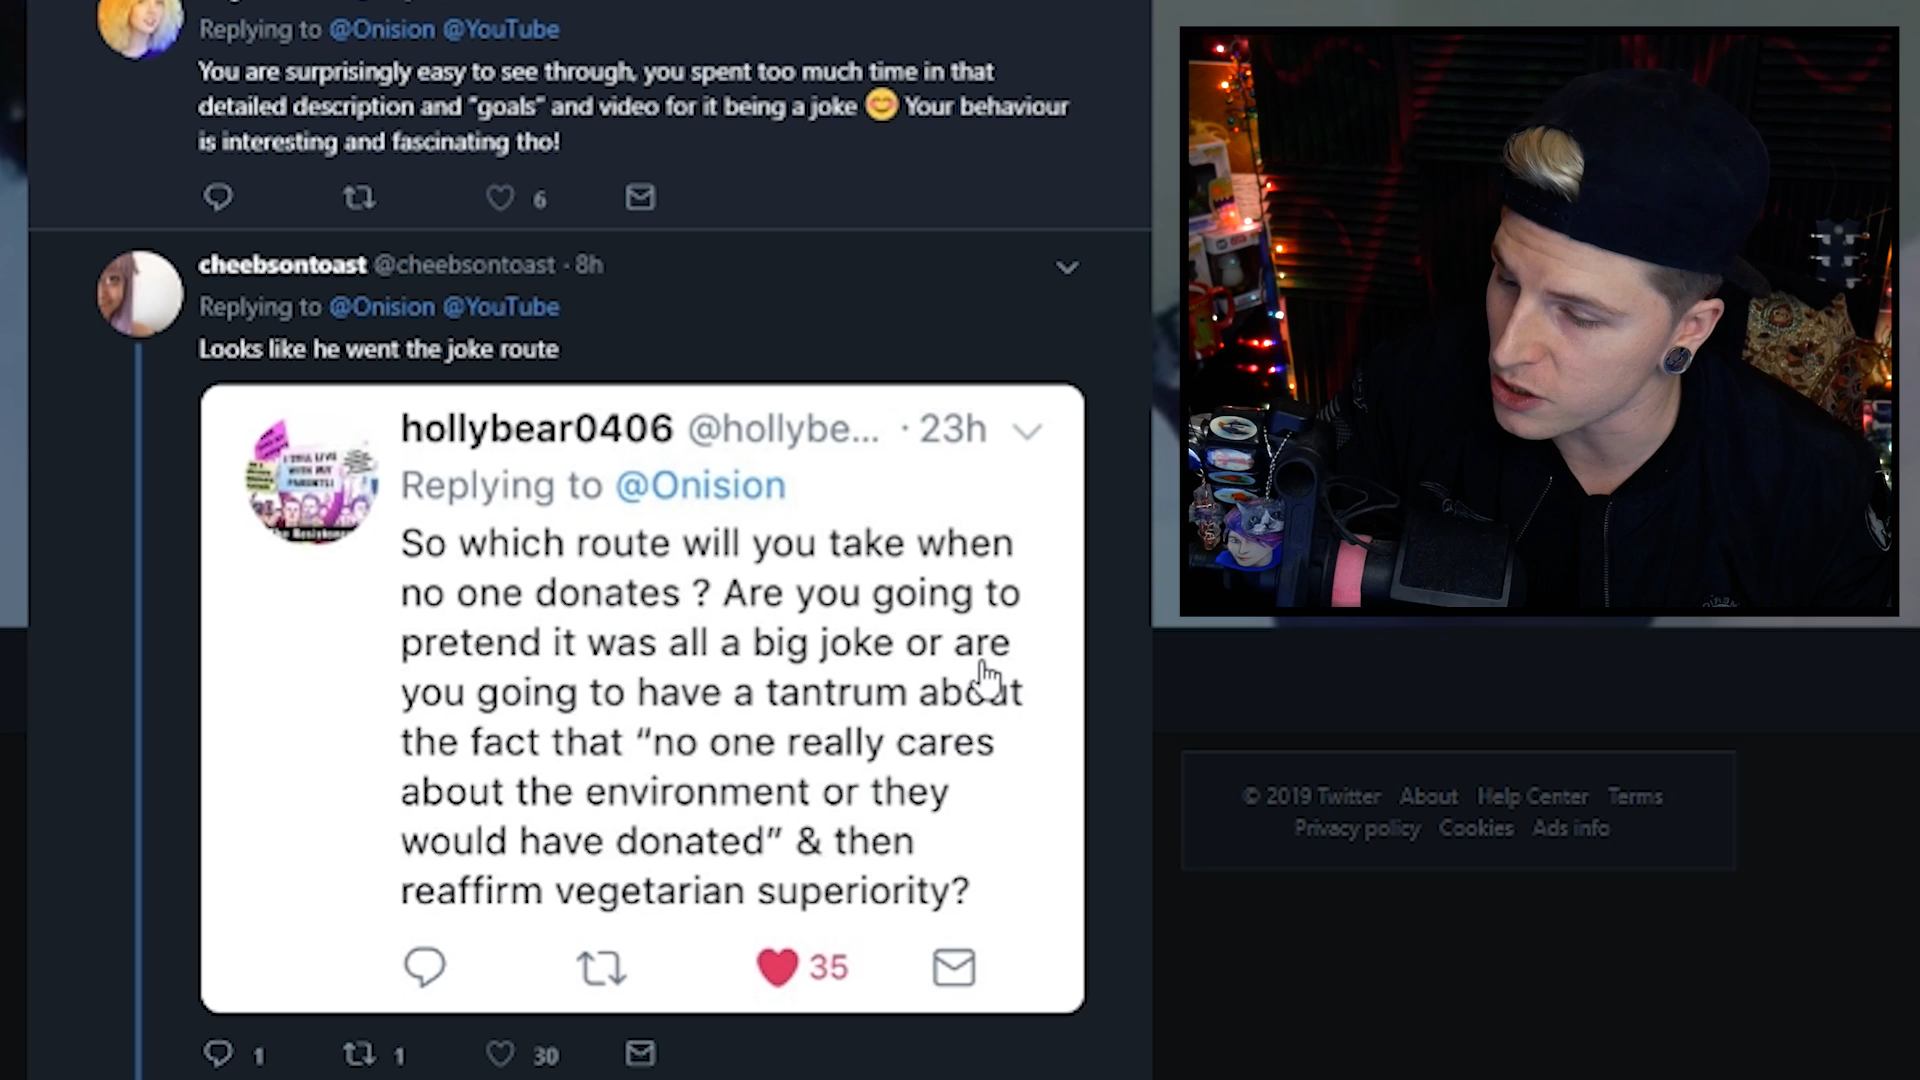 Replying to @Onision @YouTube
You are surprisingly easy to see through, you spent too much time in that
detailed description and "goals" and video for it being a joke 😊 Your behaviour
is interesting and fascinating tho!
6
cheebsontoast @cheebsontoast · 8h
Replying to @Onision @YouTube
Looks like he went the joke route
hollybear0406 @hollybe... · 23h
Replying to @Onision
I STILL LIVE
WITH MY
PARENTS!
So which route will you take when
no one donates ? Are you going to
pretend it was all a big joke or are
you going to have a tantrum about
the fact that “no one really cares
about the environment or they
would have donated” & then
reaffirm vegetarian superiority?
35
1 1 30
© 2019 Twitter About Help Center Terms
Privacy policy Cookies Ads info